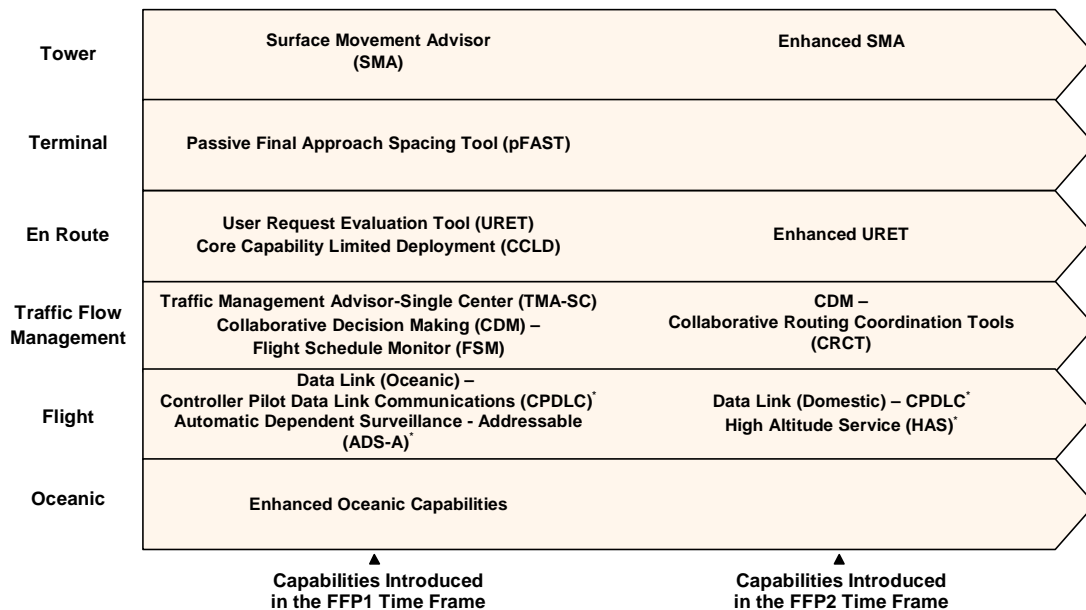 Tower
Surface Movement Advisor
(SMA)
Enhanced SMA
Terminal
Passive Final Approach Spacing Tool (pFAST)
En Route
User Request Evaluation Tool (URET)
Core Capability Limited Deployment (CCLD)
Enhanced URET
Traffic Flow
Management
Traffic Management Advisor-Single Center (TMA-SC)
Collaborative Decision Making (CDM) –
Flight Schedule Monitor (FSM)
CDM –
Collaborative Routing Coordination Tools
(CRCT)
Flight
Data Link (Oceanic) –
Controller Pilot Data Link Communications (CPDLC)*
Automatic Dependent Surveillance - Addressable
(ADS-A)*
Data Link (Domestic) – CPDLC*
High Altitude Service (HAS)*
Oceanic
Enhanced Oceanic Capabilities
Capabilities Introduced
in the FFP1 Time Frame
Capabilities Introduced
in the FFP2 Time Frame